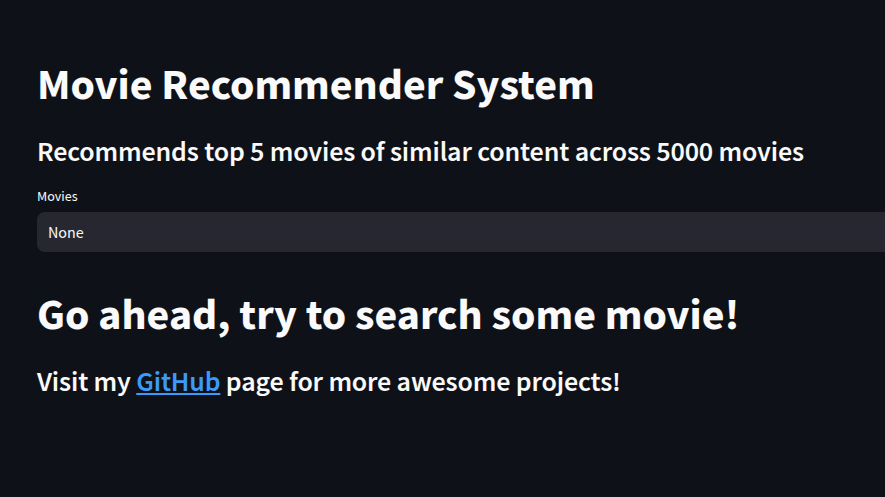 Movie Recommender System
Recommends top 5 movies of similar content across 5000 movies
Movies
None
Go ahead, try to search some movie!
Visit my GitHub page for more awesome projects!